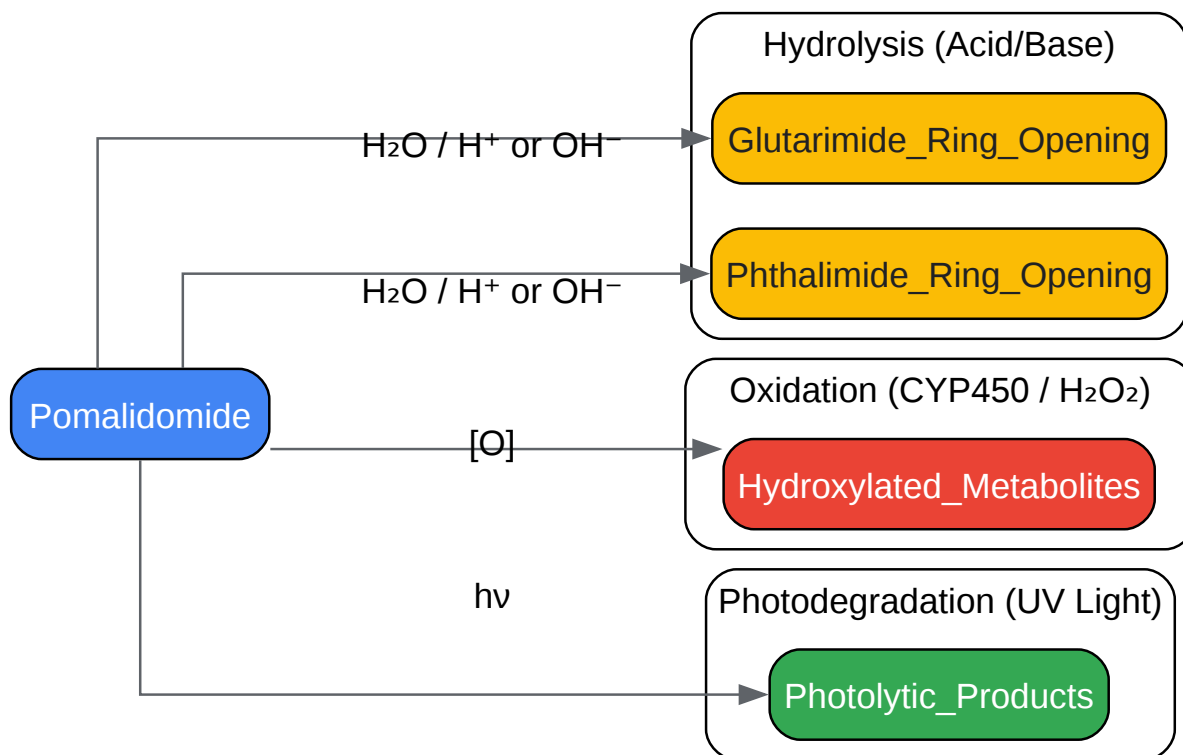 Hydrolysis (Acid/Base)
H₂O / H⁺ or OH⁻
Glutarimide_Ring_Opening
H₂O / H⁺ or OH⁻
Phthalimide_Ring_Opening
Pomalidomide
Oxidation (CYP450 / H₂O₂)
[O]
Hydroxylated_Metabolites
hν
Photodegradation (UV Light)
Photolytic_Products